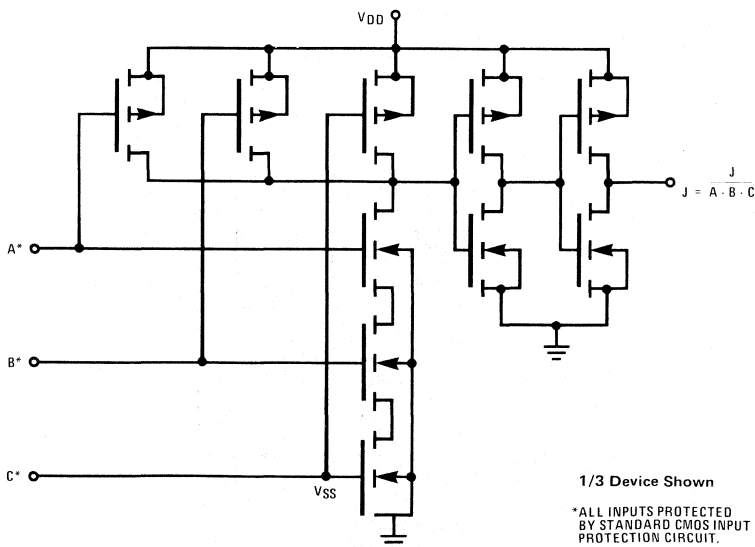 VDD
J
J = A · B · C
A*
B*
C*
VSS
1/3 Device Shown
*ALL INPUTS PROTECTED
BY STANDARD CMOS INPUT
PROTECTION CIRCUIT.